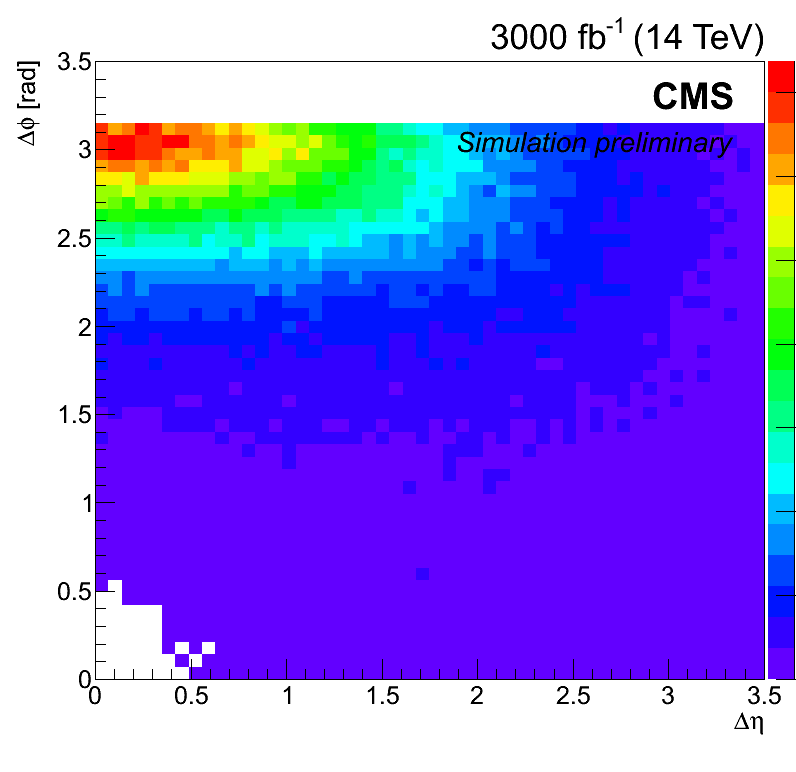 3000 fb-1 (14 TeV)
CMS
Simulation preliminary
Δϕ [rad]
3.5
3
2.5
2
1.5
1
0.5
0
0 0.5 1 1.5 2 2.5 3 3.5
Δη